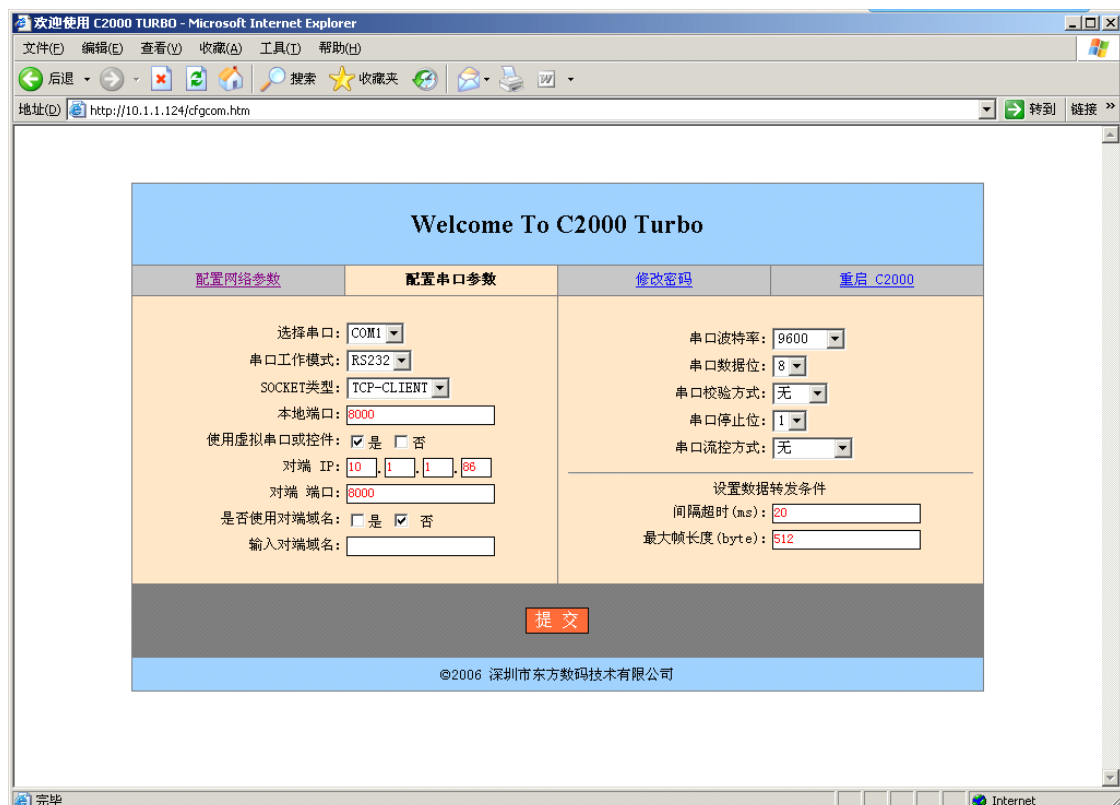 欢迎使用 C2000 TURBO - Microsoft Internet Explorer
文件(F) 编辑(E) 查看(V) 收藏(A) 工具(T) 帮助(H)
后退 搜索 收藏夹
地址(D) http://10.1.1.124/cfgcom.htm 转到 链接 »
Welcome To C2000 Turbo
配置网络参数 配置串口参数 修改密码 重启 C2000
选择串口: COM1
串口工作模式: RS232
SOCKET类型: TCP-CLIENT
本地端口: 8000
使用虚拟串口或控件: 是 否
对端 IP: 10 . 1 . 1 . 86
对端 端口: 8000
是否使用对端域名: 是 否
输入对端域名:
串口波特率: 9600
串口数据位: 8
串口校验方式: 无
串口停止位: 1
串口流控方式: 无
设置数据转发条件
间隔超时(ms): 20
最大帧长度(byte): 512
提 交
©2006 深圳市东方数码技术有限公司
完毕 Internet